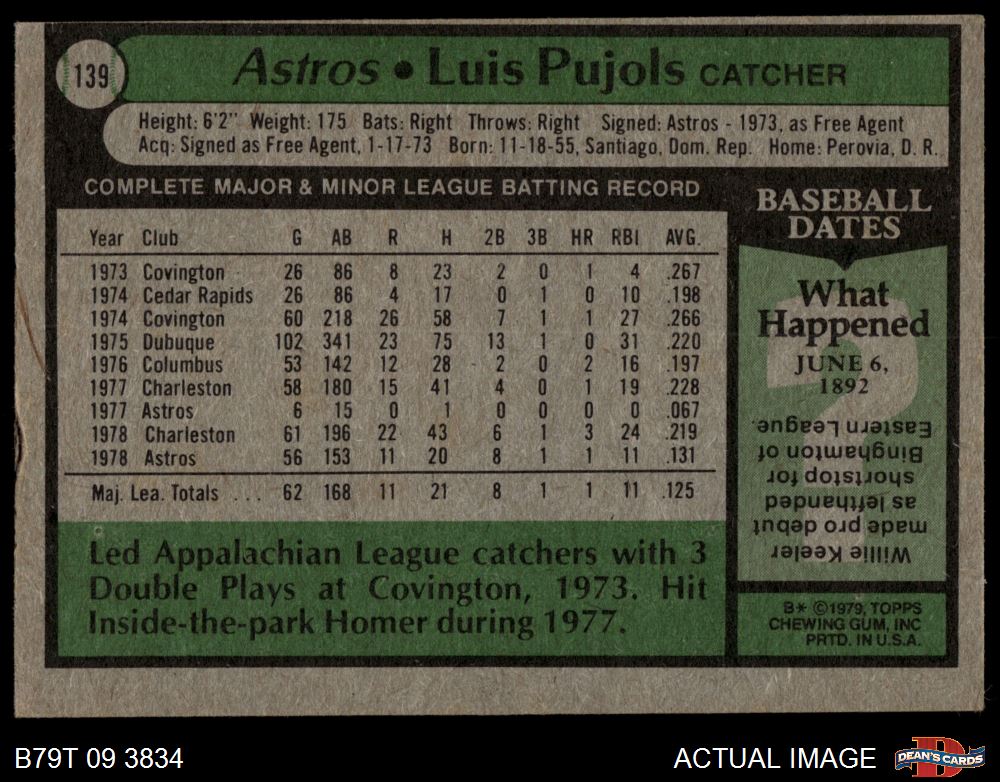 139
Astros • Luis Pujols CATCHER
Height: 6'2" Weight: 175 Bats: Right Throws: Right Signed: Astros - 1973, as Free Agent
Acq: Signed as Free Agent, 1-17-73 Born: 11-18-55, Santiago, Dom. Rep. Home: Perovia, D. R.
COMPLETE MAJOR & MINOR LEAGUE BATTING RECORD
Year Club G AB R H 2B 3B HR RBI AVG.
1973 Covington 26 86 8 23 2 0 1 4 .267
1974 Cedar Rapids 26 86 4 17 0 1 0 10 .198
1974 Covington 60 218 26 58 7 1 1 27 .266
1975 Dubuque 102 341 23 75 13 1 0 31 .220
1976 Columbus 53 142 12 28 2 0 2 16 .197
1977 Charleston 58 180 15 41 4 0 1 19 .228
1977 Astros 6 15 0 1 0 0 0 0 .067
1978 Charleston 61 196 22 43 6 1 3 24 .219
1978 Astros 56 153 11 20 8 1 1 11 .131
Maj. Lea. Totals ... 62 168 11 21 8 1 1 11 .125
Led Appalachian League catchers with 3
Double Plays at Covington, 1973. Hit
Inside-the-park Homer during 1977.
BASEBALL
DATES
What
Happened
JUNE 6,
1892
?
Willie Keeler
made pro debut
as lefthanded
shortstop for
Binghamton of
Eastern League.
B* ©1979, TOPPS
CHEWING GUM, INC
PRTD. IN U.S.A.
B79T 09 3834
ACTUAL IMAGE
D
DEAN'S CARDS